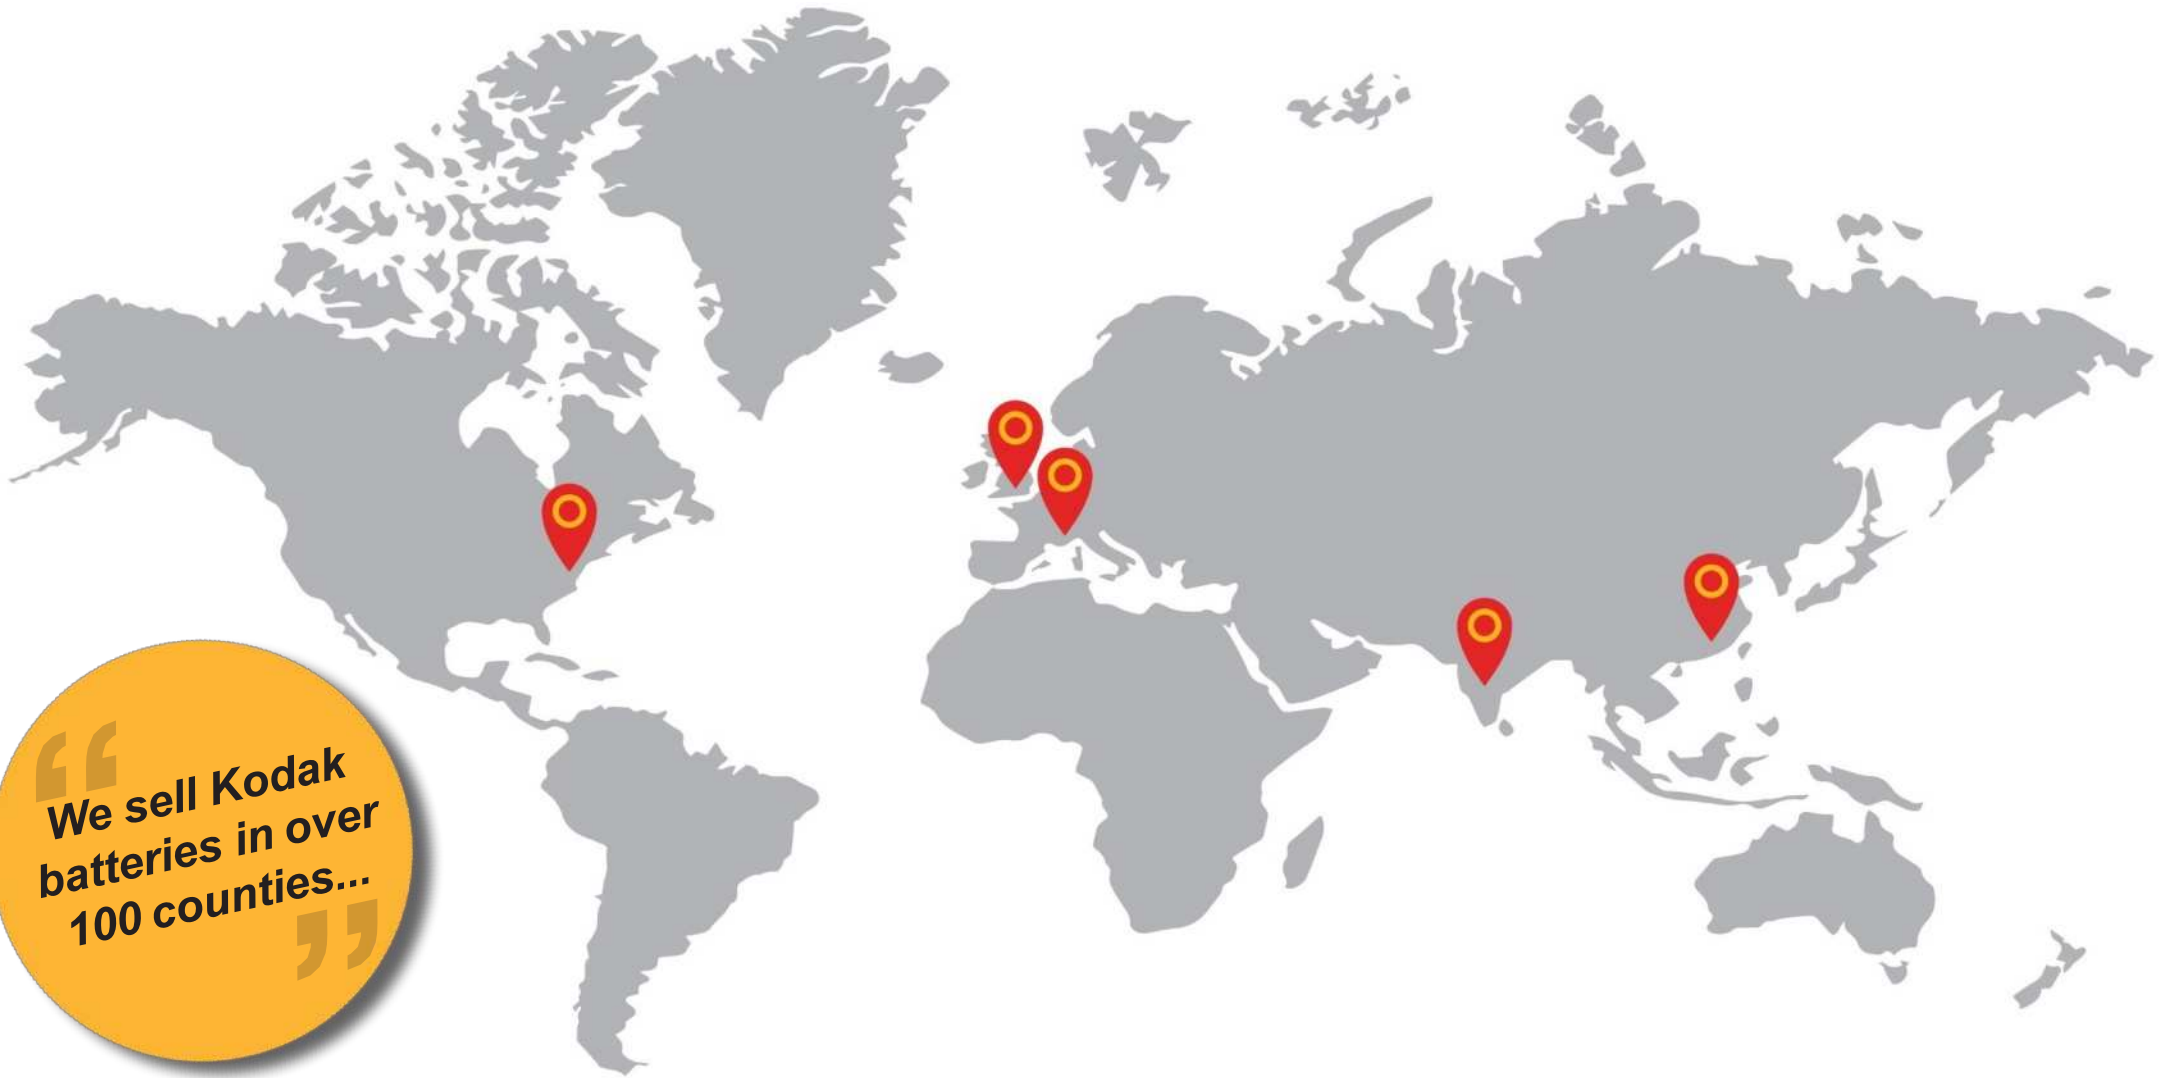 “
We sell Kodak
batteries in over
100 counties...
”